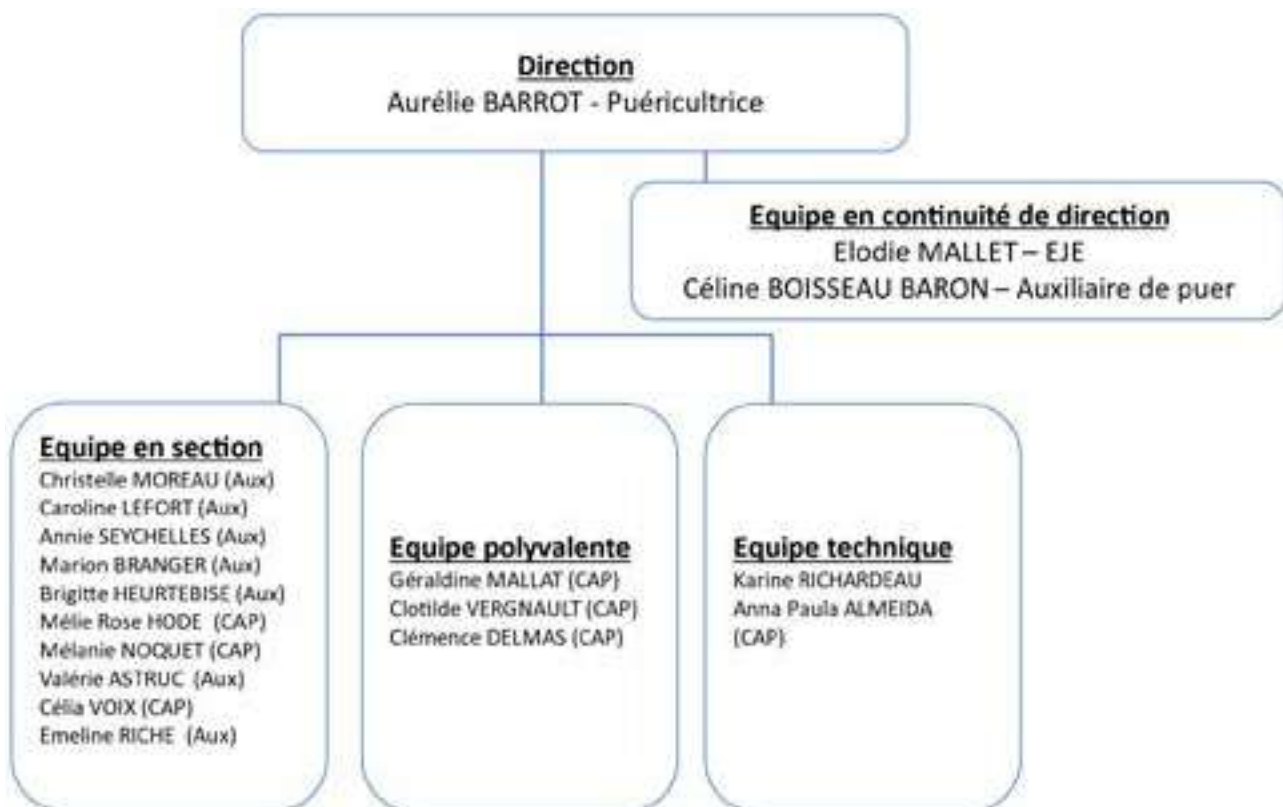 Direction
Aurélie BARROT - Puéricultrice
Equipe en continuité de direction
Elodie MALLET – EJE
Céline BOISSEAU BARON – Auxiliaire de puer
Equipe en section
Christelle MOREAU (Aux)
Caroline LEFORT (Aux)
Annie SEYCHELLES (Aux)
Marion BRANGER (Aux)
Brigitte HEURTEBISE (Aux)
Mélie Rose HODE (CAP)
Mélanie NOQUET (CAP)
Valérie ASTRUC (Aux)
Célia VOIX (CAP)
Emeline RICHE (Aux)
Equipe polyvalente
Géraldine MALLAT (CAP)
Clotilde VERGNAULT (CAP)
Clémence DELMAS (CAP)
Equipe technique
Karine RICHARDEAU
Anna Paula ALMEIDA
(CAP)